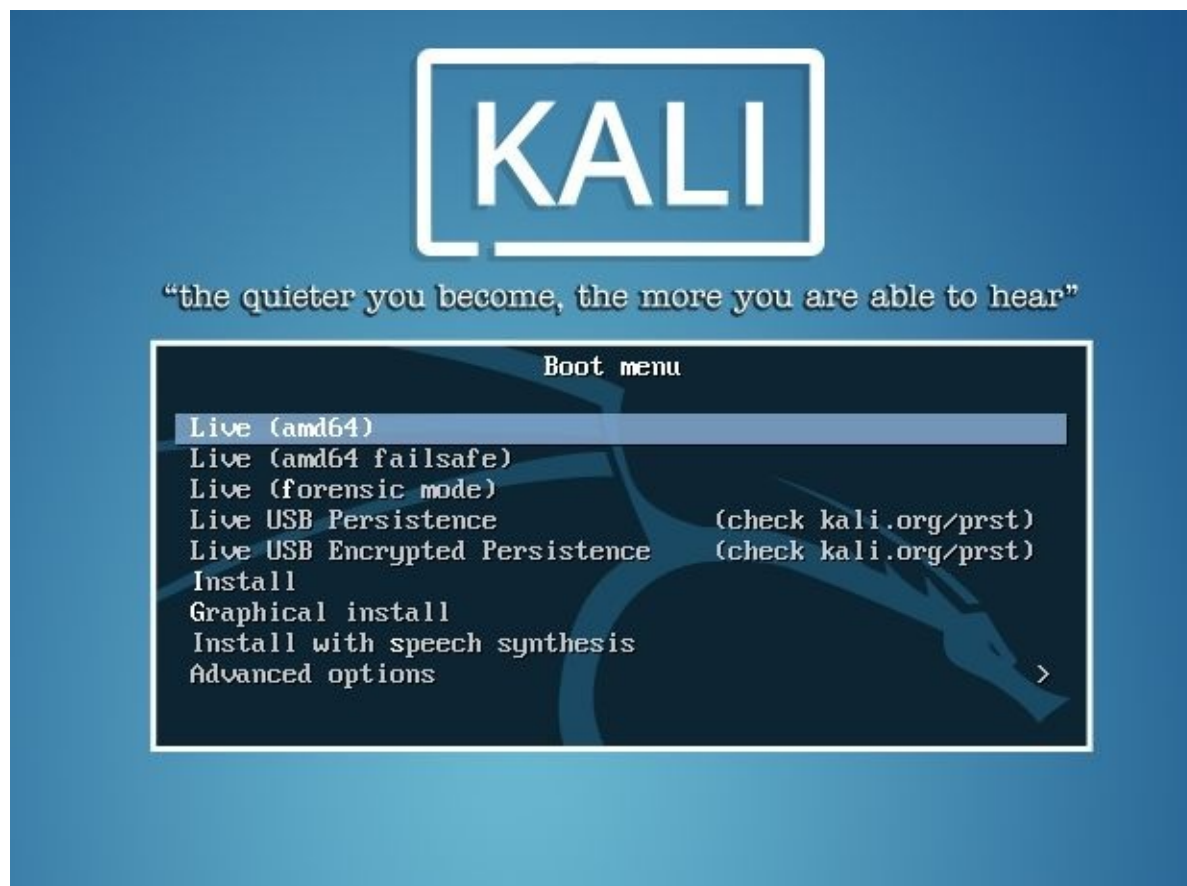 KALI
“the quieter you become, the more you are able to hear”
Boot menu
Live (amd64)
Live (amd64 failsafe)
Live (forensic mode)
Live USB Persistence (check kali.org/prst)
Live USB Encrypted Persistence (check kali.org/prst)
Install
Graphical install
Install with speech synthesis
Advanced options >